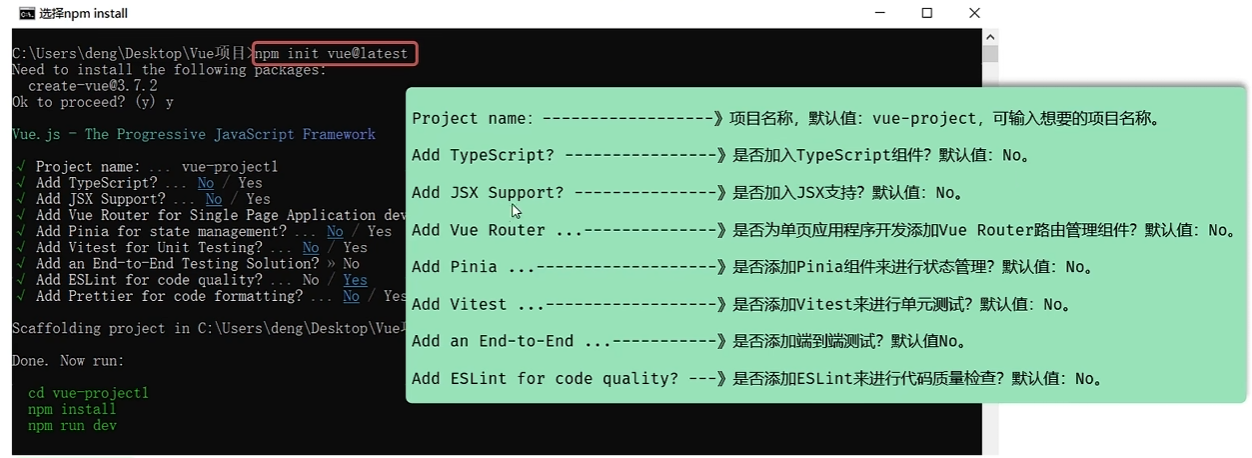 选择npm install
C:\Users\deng\Desktop\Vue项目>npm init vue@latest
Need to install the following packages:
create-vue@3.7.2
Ok to proceed? (y) y
Vue.js - The Progressive JavaScript Framework
√ Project name: ... vue-project1
√ Add TypeScript? ... No / Yes
√ Add JSX Support? ... No / Yes
√ Add Vue Router for Single Page Application dev
√ Add Pinia for state management? ... No / Yes
√ Add Vitest for Unit Testing? ... No / Yes
√ Add an End-to-End Testing Solution? » No
√ Add ESLint for code quality? ... No / Yes
√ Add Prettier for code formatting? ... No / Yes
Scaffolding project in C:\Users\deng\Desktop\Vue
Done. Now run:
cd vue-project1
npm install
npm run dev
Project name: ------------------》项目名称，默认值：vue-project，可输入想要的项目名称。
Add TypeScript? ----------------》是否加入TypeScript组件？默认值：No。
Add JSX Support? ---------------》是否加入JSX支持？默认值：No。
Add Vue Router ...--------------》是否为单页应用程序开发添加Vue Router路由管理组件？默认值：No。
Add Pinia ...-------------------》是否添加Pinia组件来进行状态管理？默认值：No。
Add Vitest ...------------------》是否添加Vitest来进行单元测试？默认值：No。
Add an End-to-End ...-----------》是否添加端到端测试？默认值No。
Add ESLint for code quality? ---》是否添加ESLint来进行代码质量检查？默认值：No。